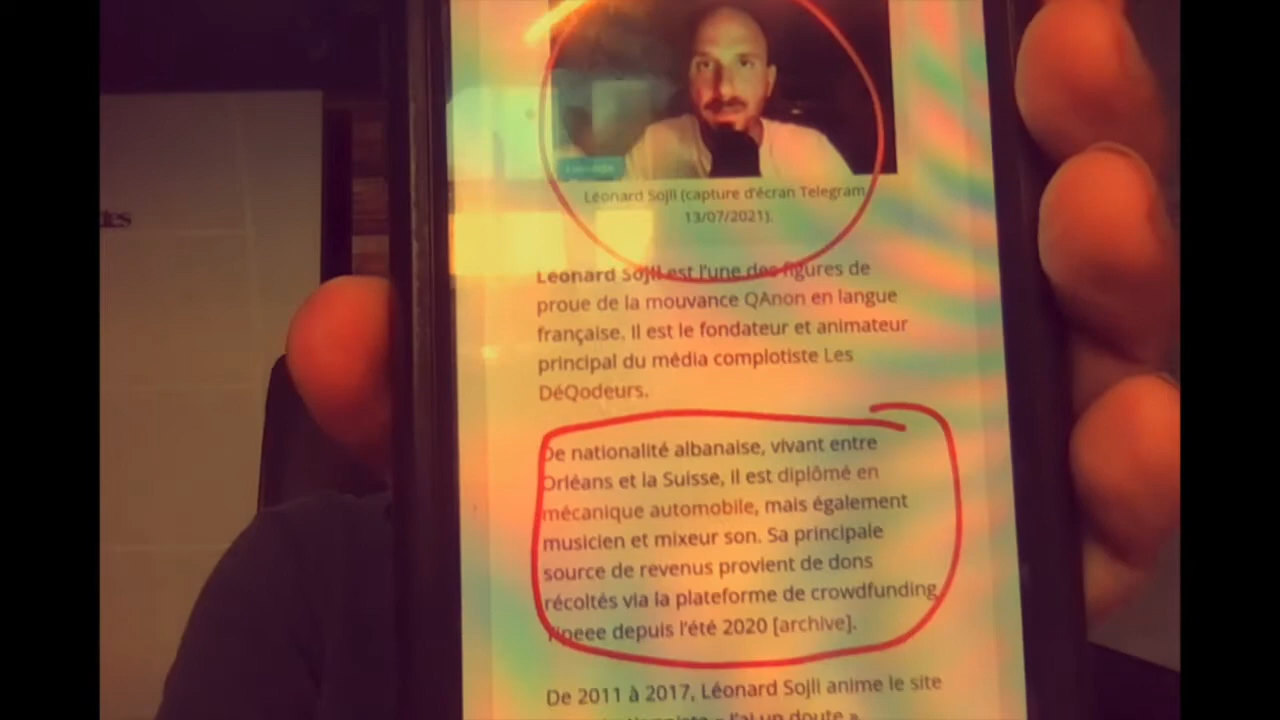 Léonard Sojli (capture d'écran Telegram
13/07/2021).
Léonard Sojli est l'une des figures de
proue de la mouvance QAnon en langue
française. Il est le fondateur et animateur
principal du média complotiste Les
DéQodeurs.
De nationalité albanaise, vivant entre
Orléans et la Suisse, il est diplômé en
mécanique automobile, mais également
musicien et mixeur son. Sa principale
source de revenus provient de dons
récoltés via la plateforme de crowdfunding
Tipeee depuis l'été 2020 [archive].
De 2011 à 2017, Léonard Sojli anime le site
« J'ai un doute »